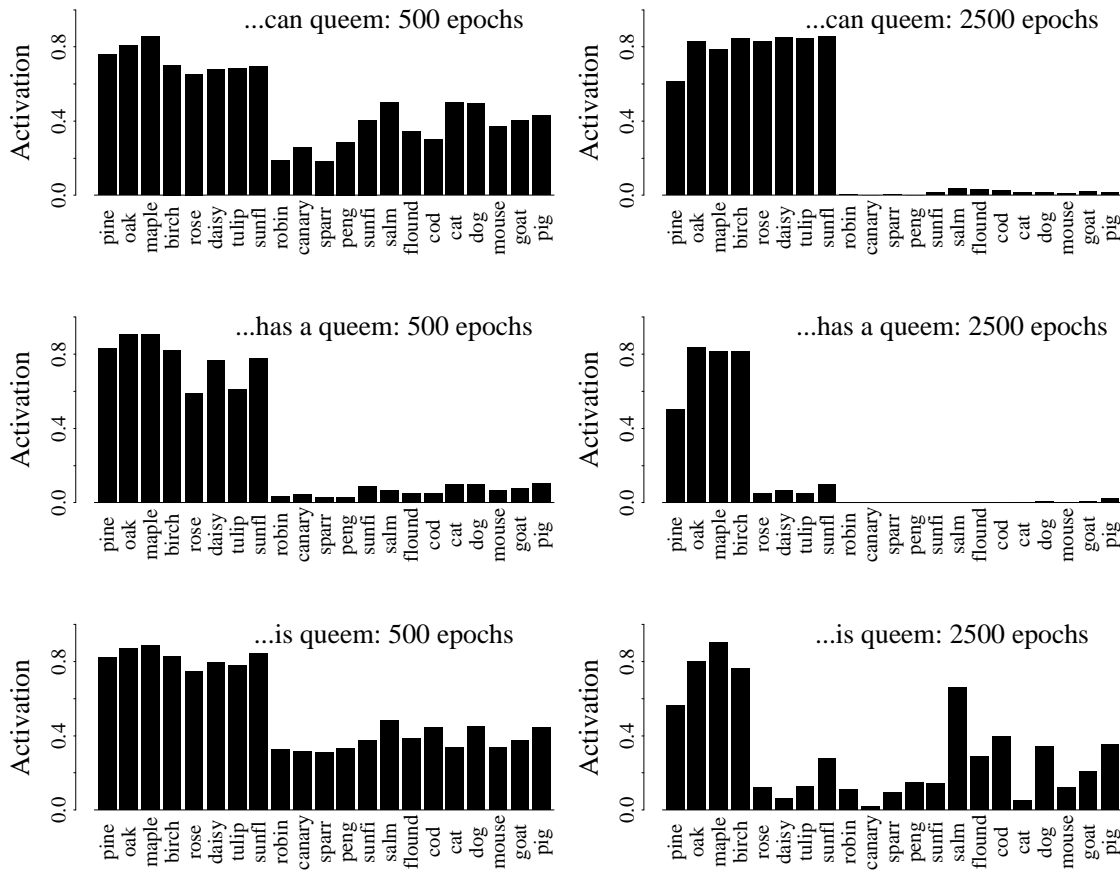 ...can queem: 500 epochs
Activation
0.0 0.4 0.8
pine oak maple birch rose daisy tulip sunfl robin canary sparr peng sunfi salm flound cod cat dog mouse goat pig
...can queem: 2500 epochs
Activation
0.0 0.4 0.8
pine oak maple birch rose daisy tulip sunfl robin canary sparr peng sunfi salm flound cod cat dog mouse goat pig
...has a queem: 500 epochs
Activation
0.0 0.4 0.8
pine oak maple birch rose daisy tulip sunfl robin canary sparr peng sunfi salm flound cod cat dog mouse goat pig
...has a queem: 2500 epochs
Activation
0.0 0.4 0.8
pine oak maple birch rose daisy tulip sunfl robin canary sparr peng sunfi salm flound cod cat dog mouse goat pig
...is queem: 500 epochs
Activation
0.0 0.4 0.8
pine oak maple birch rose daisy tulip sunfl robin canary sparr peng sunfi salm flound cod cat dog mouse goat pig
...is queem: 2500 epochs
Activation
0.0 0.4 0.8
pine oak maple birch rose daisy tulip sunfl robin canary sparr peng sunfi salm flound cod cat dog mouse goat pig